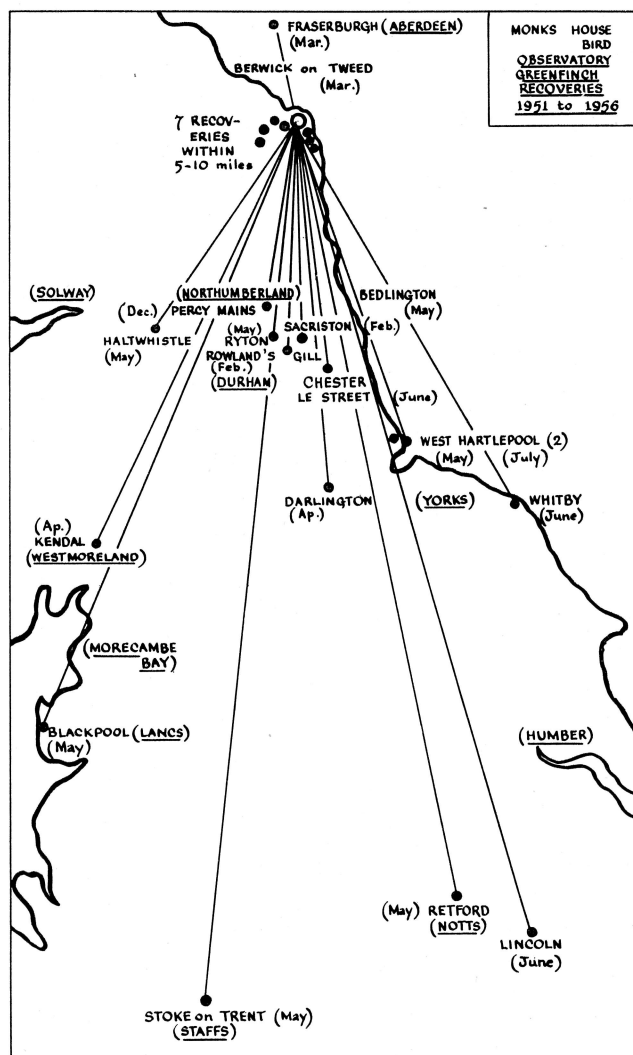 MONKS HOUSE
BIRD
OBSERVATORY
GREENFINCH
RECOVERIES
1951 to 1956
FRASERBURGH (ABERDEEN)
(Mar.)
BERWICK on TWEED
(Mar.)
7 RECOV-
ERIES
WITHIN
5-10 miles
(SOLWAY)
(NORTHUMBERLAND)
(Dec.) PERCY MAINS
HALTWHISTLE
(May)
(May)
RYTON
ROWLAND'S GILL
(Feb.)
(DURHAM)
SACRISTON (Feb.)
BEDLINGTON
(May)
CHESTER
LE STREET (June)
WEST HARTLEPOOL (2)
(May) (July)
DARLINGTON
(Ap.)
(YORKS)
WHITBY
(June)
(Ap.)
KENDAL
(WESTMORELAND)
(MORECAMBE
BAY)
BLACKPOOL (LANCS)
(May)
(HUMBER)
(May) RETFORD
(NOTTS)
LINCOLN
(June)
STOKE on TRENT (May)
(STAFFS)